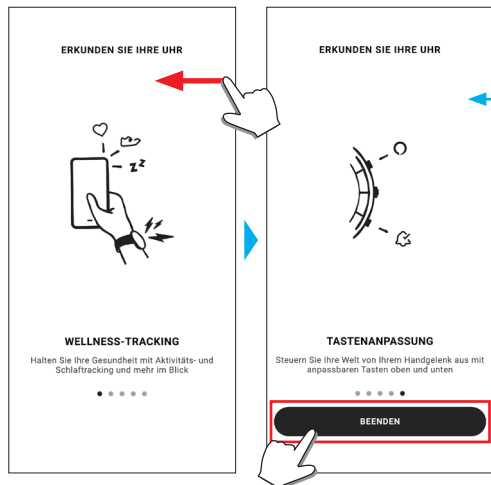 ERKUNDEN SIE IHRE UHR
z z
WELLNESS-TRACKING
Halten Sie Ihre Gesundheit mit Aktivitäts- und
Schlaftracking und mehr im Blick
ERKUNDEN SIE IHRE UHR
TASTENANPASSUNG
Steuern Sie Ihre Welt von Ihrem Handgelenk aus mit
anpassbaren Tasten oben und unten
BEENDEN